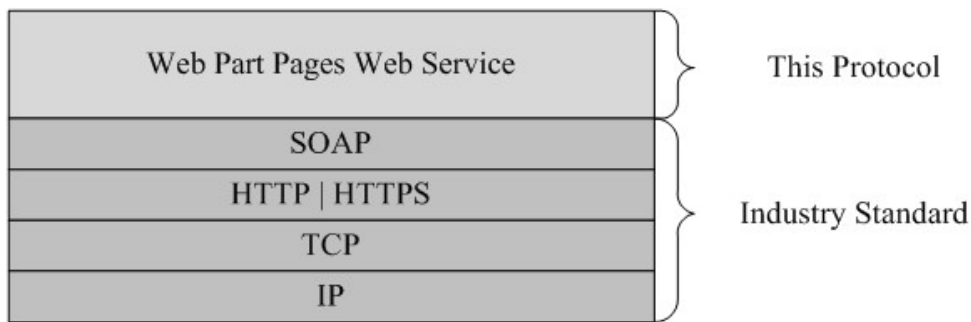 Web Part Pages Web Service
This Protocol
SOAP
HTTP | HTTPS
TCP
IP
Industry Standard